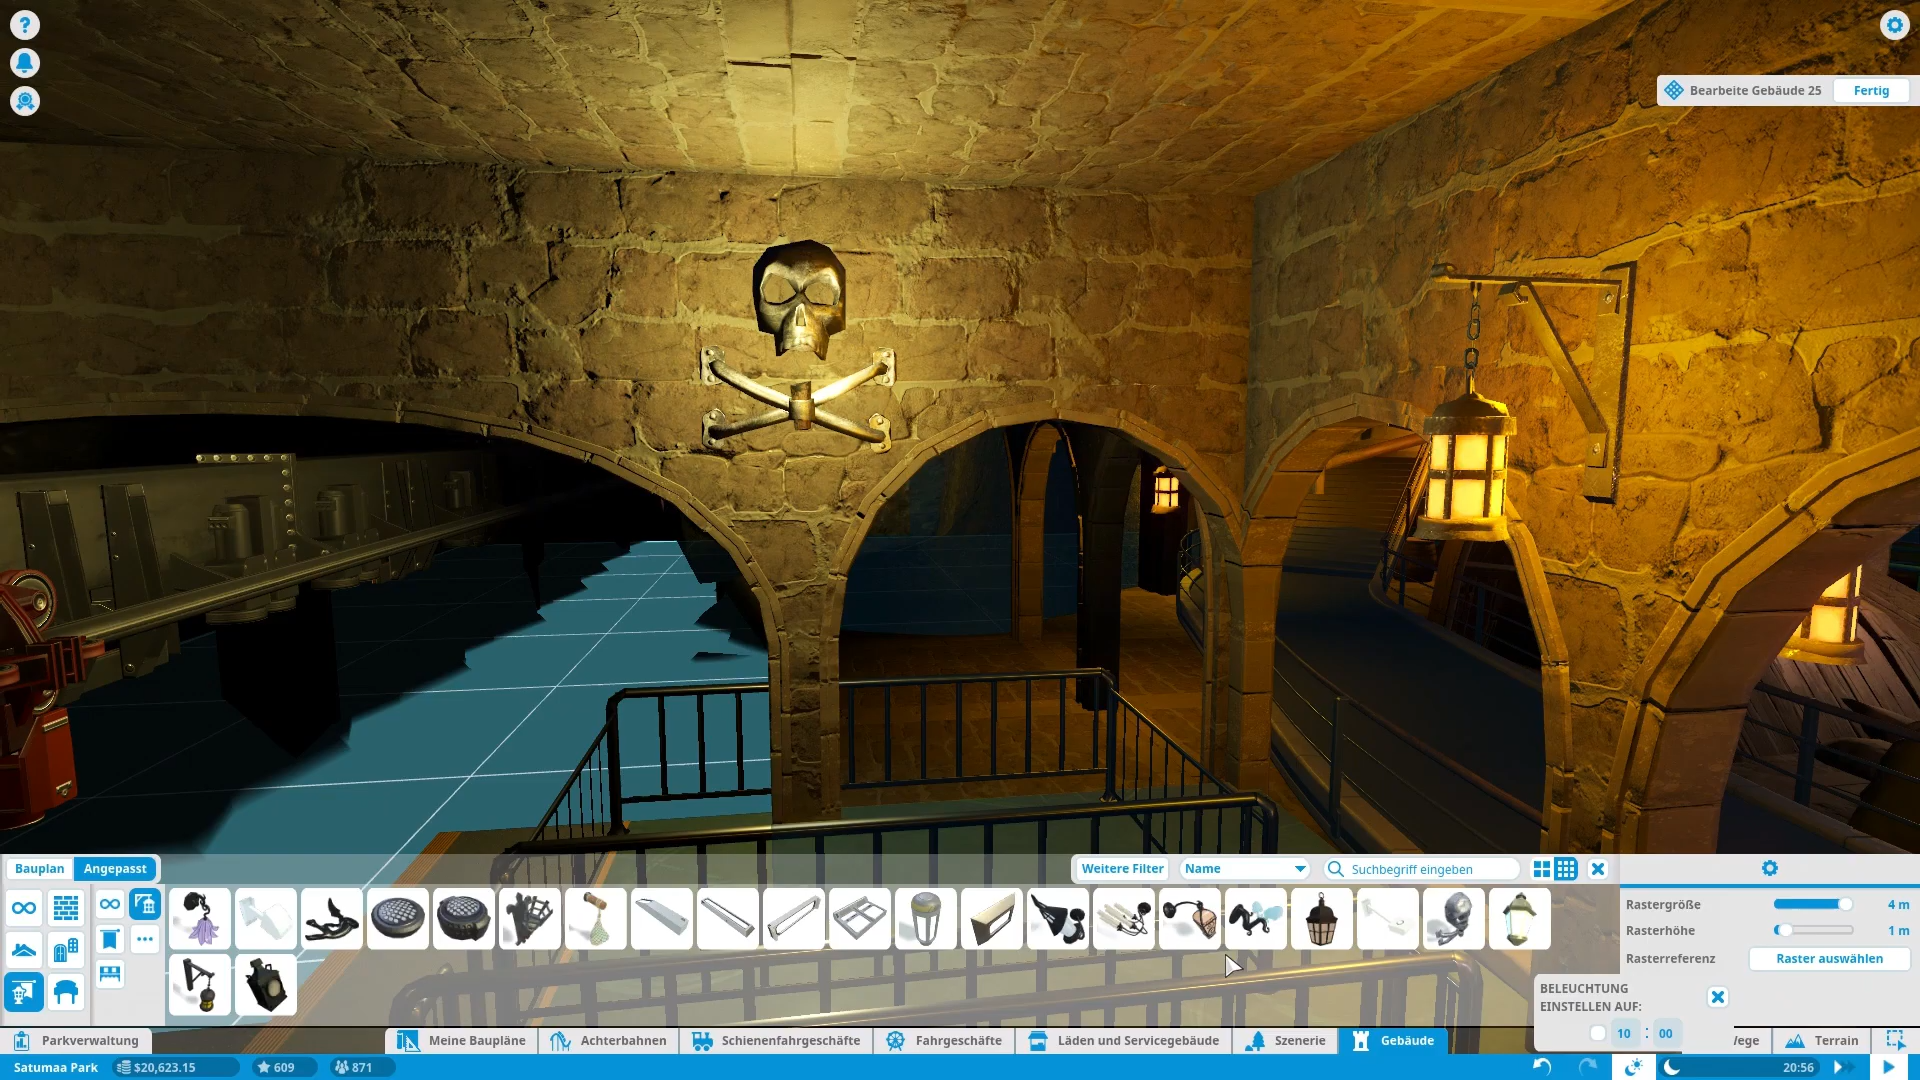 ?
Bearbeite Gebäude 25
Fertig
Bauplan
Angepasst
Weitere Filter
Name
Suchbegriff eingeben
Rastergröße
4 m
Rasterhöhe
1 m
Rasterreferenz
Raster auswählen
BELEUCHTUNG
EINSTELLEN AUF:
10 : 00
Parkverwaltung
Meine Baupläne
Achterbahnen
Schienenfahrgeschäfte
Fahrgeschäfte
Läden und Servicegebäude
Szenerie
Gebäude
Terrain
Satumaa Park
$20,623.15
609
871
20:56